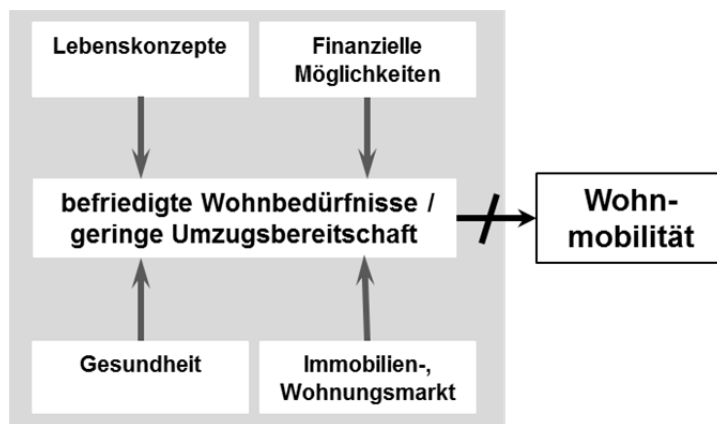 Lebenskonzepte
Finanzielle
Möglichkeiten
befriedigte Wohnbedürfnisse /
geringe Umzugsbereitschaft
Wohn-
mobilität
Gesundheit
Immobilien-,
Wohnungsmarkt